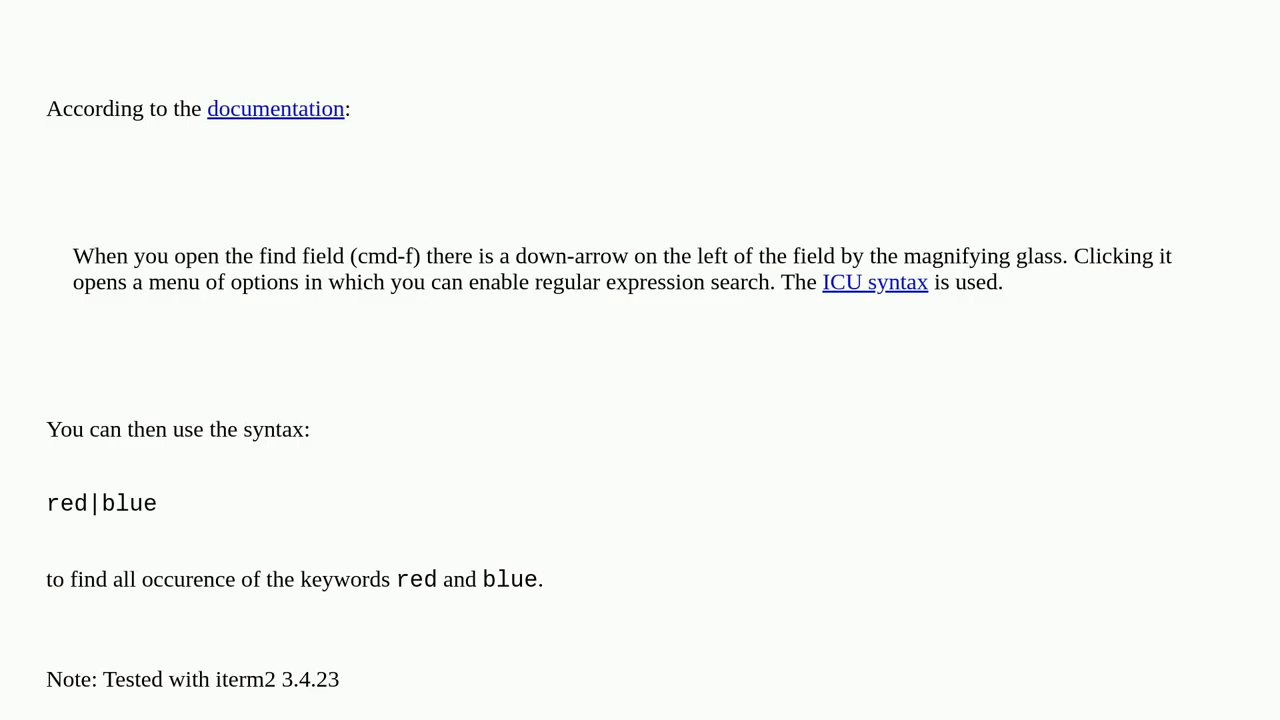 According to the documentation:
When you open the find field (cmd-f) there is a down-arrow on the left of the field by the magnifying glass. Clicking it
opens a menu of options in which you can enable regular expression search. The ICU syntax is used.
You can then use the syntax:
red|blue
to find all occurence of the keywords red and blue.
Note: Tested with iterm2 3.4.23